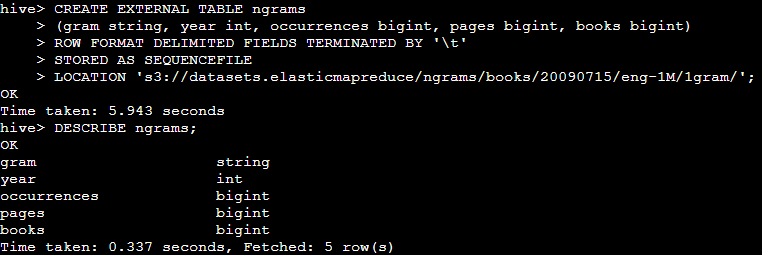 hive> CREATE EXTERNAL TABLE ngrams
> (gram string, year int, occurrences bigint, pages bigint, books bigint)
> ROW FORMAT DELIMITED FIELDS TERMINATED BY '\t'
> STORED AS SEQUENCEFILE
> LOCATION 's3://datasets.elasticmapreduce/ngrams/books/20090715/eng-1M/1gram/';
OK
Time taken: 5.943 seconds
hive> DESCRIBE ngrams;
OK
gram string
year int
occurrences bigint
pages bigint
books bigint
Time taken: 0.337 seconds, Fetched: 5 row(s)